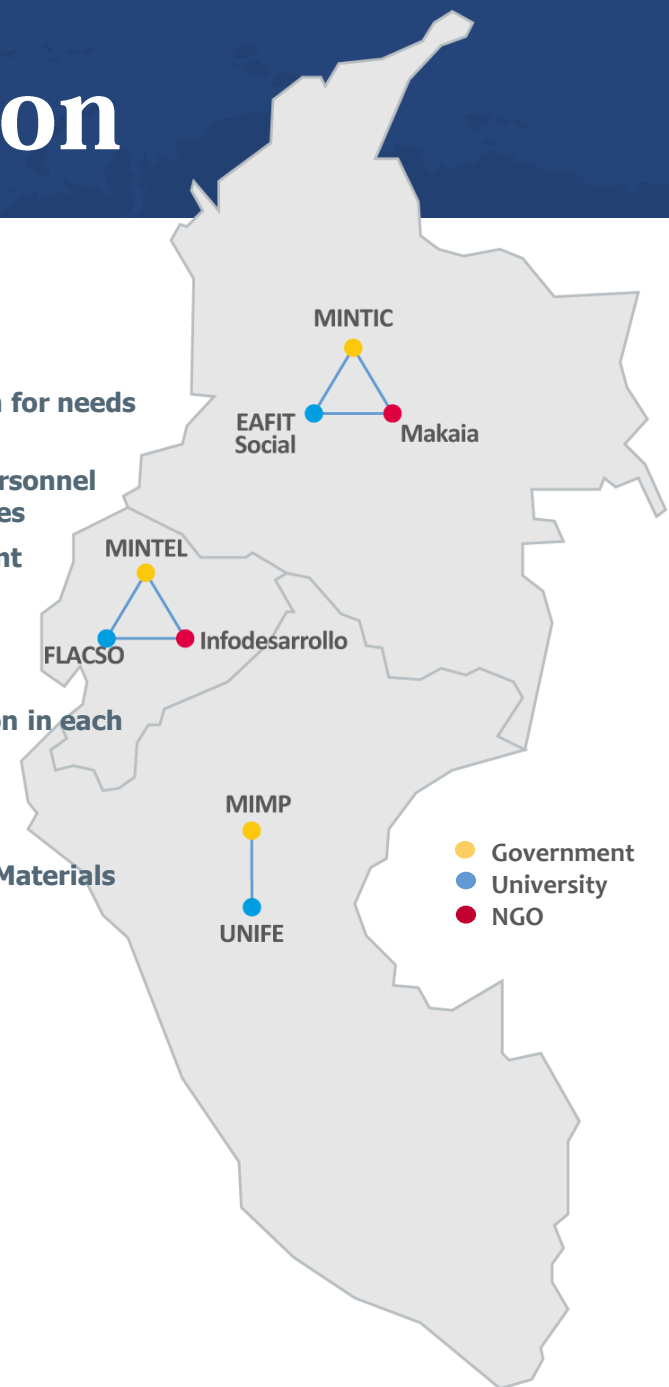 on
MINTIC
for needs
EAFIT
Social
Makaia
rsonnel
es
MINTEL
nt
FLACSO
Infodesarrollo
on in each
MIMP
Government
Materials
University
NGO
UNIFE